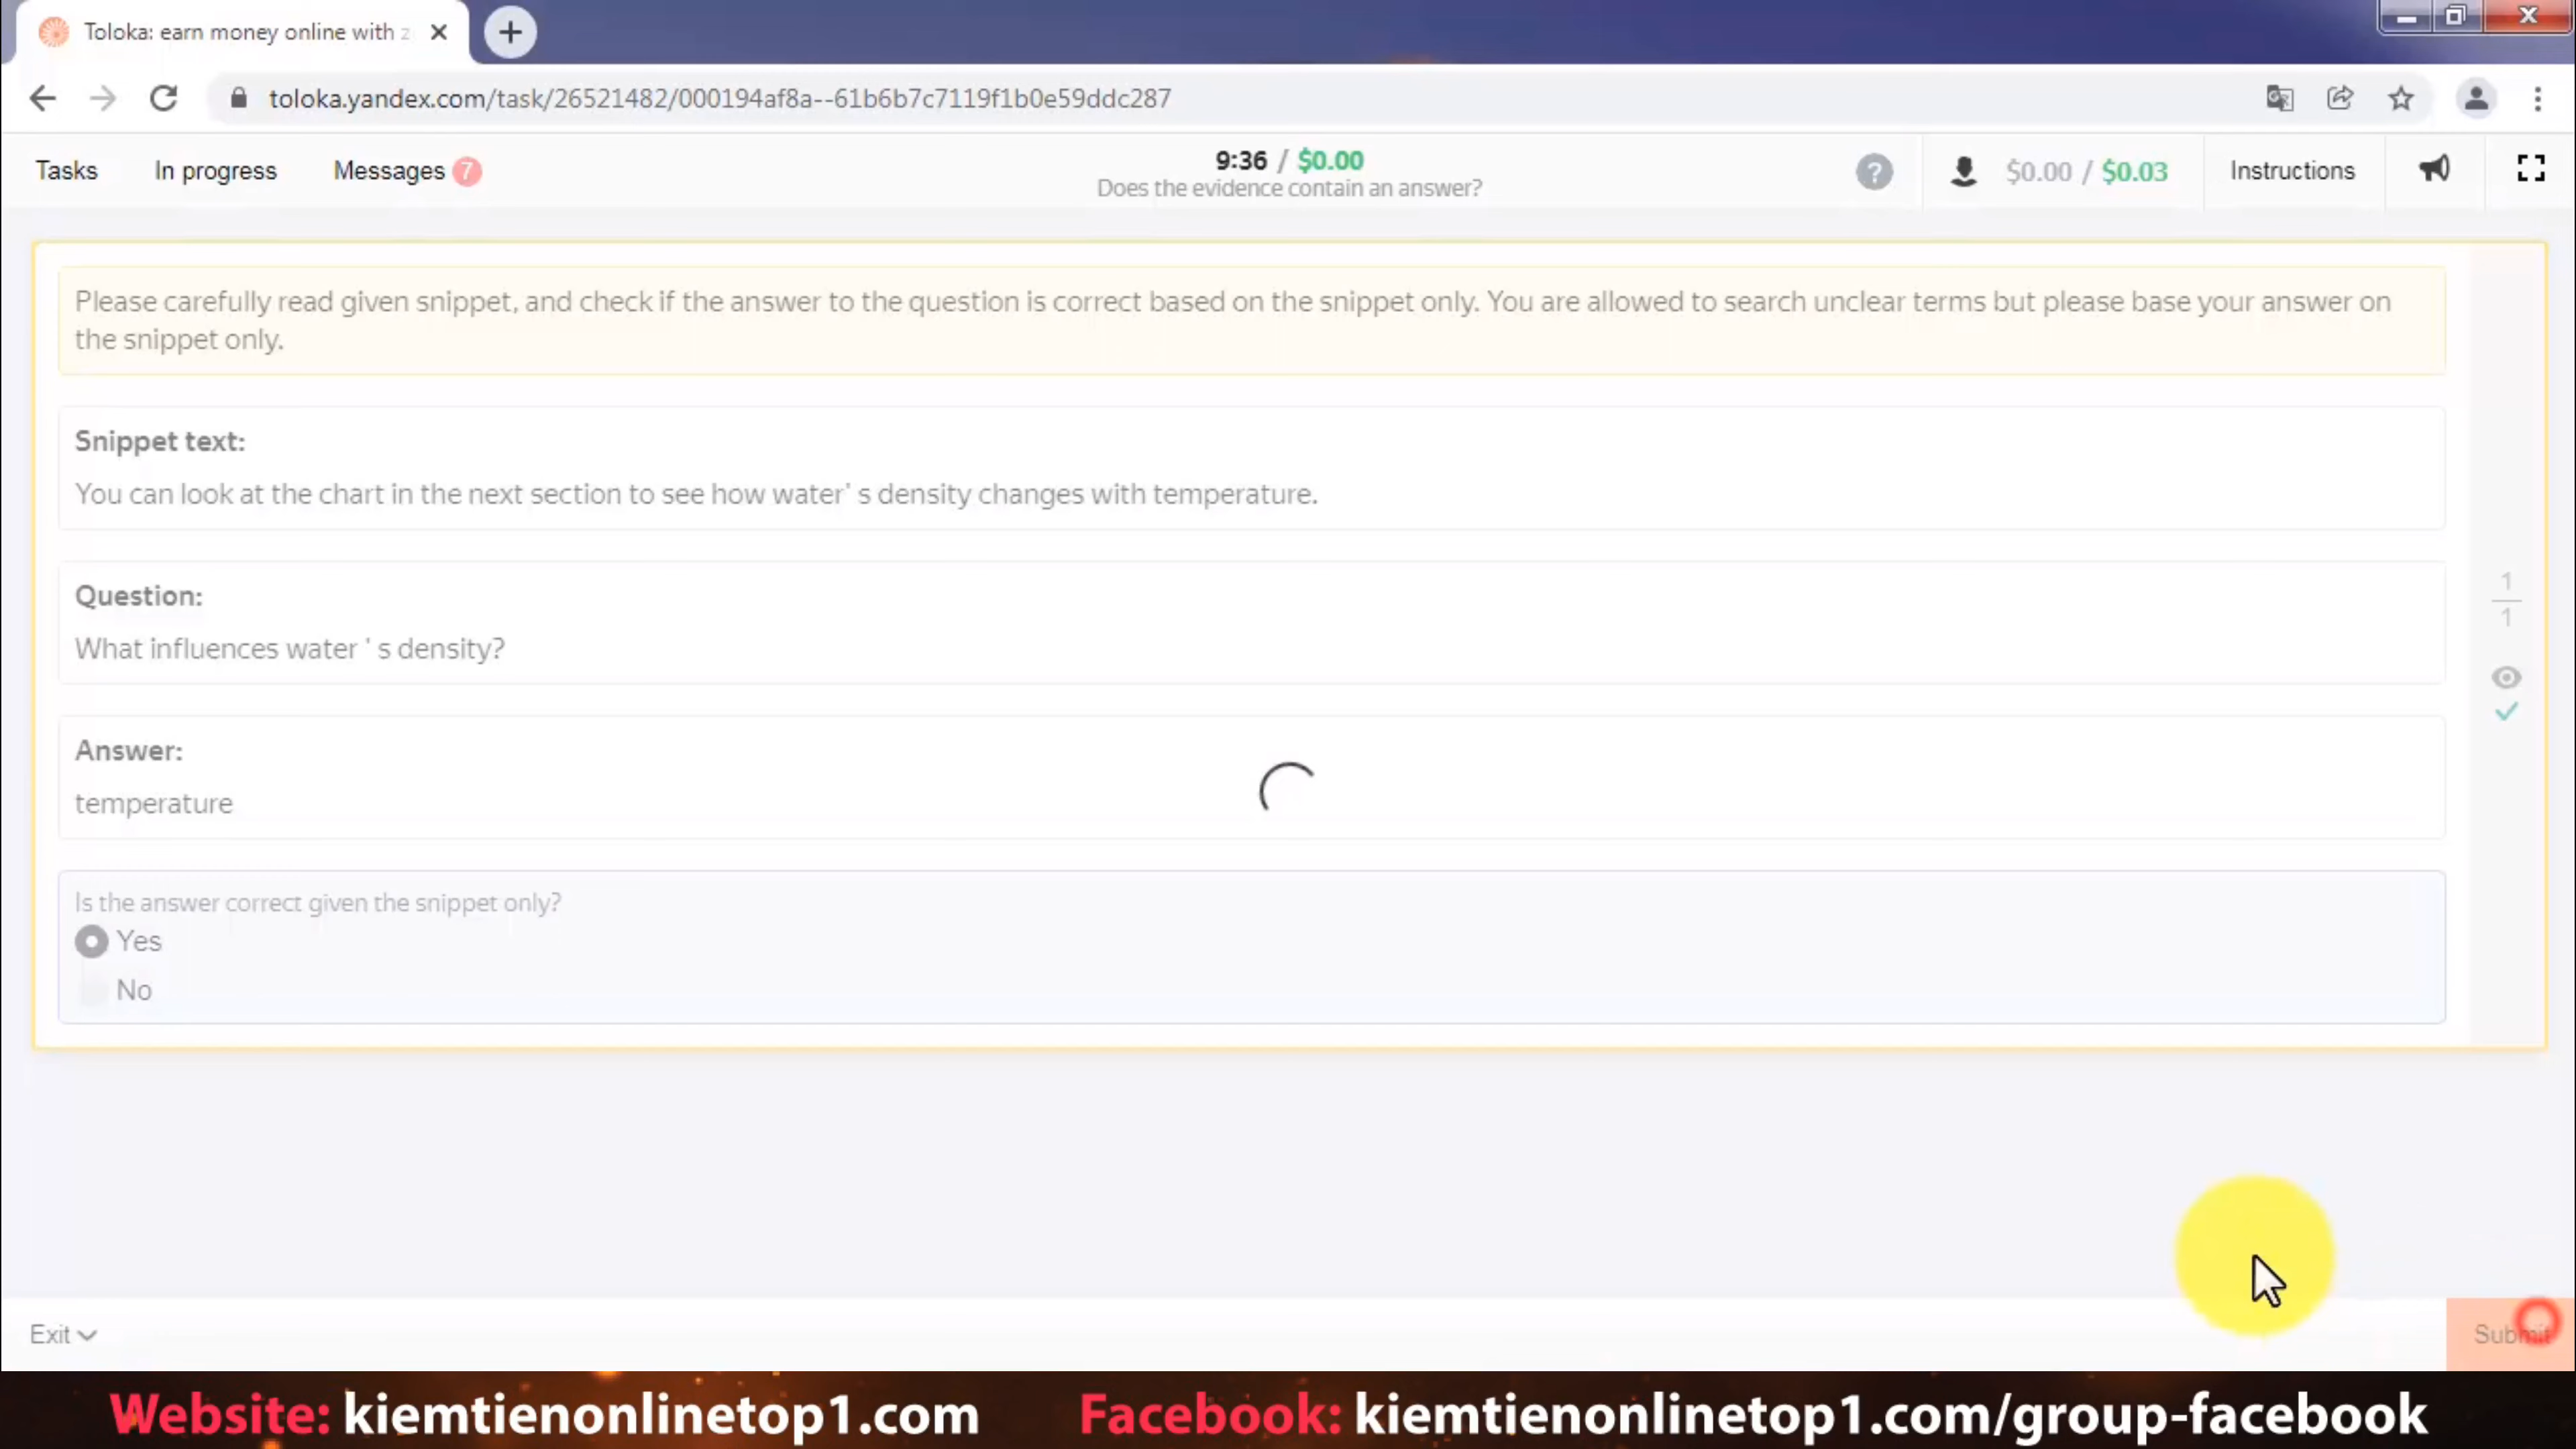 Toloka: earn money online with z
toloka.yandex.com/task/26521482/000194af8a--61b6b7c7119f1b0e59ddc287
Tasks In progress Messages 7
9:36 / $0.00
Does the evidence contain an answer?
? $0.00 / $0.03 Instructions
Please carefully read given snippet, and check if the answer to the question is correct based on the snippet only. You are allowed to search unclear terms but please base your answer on
the snippet only.
Snippet text:
You can look at the chart in the next section to see how water' s density changes with temperature.
Question:
What influences water ' s density?
1
1
Answer:
temperature
Is the answer correct given the snippet only?
Yes
No
Exit
Submit
Website: kiemtienonlinetop1.com Facebook: kiemtienonlinetop1.com/group-facebook